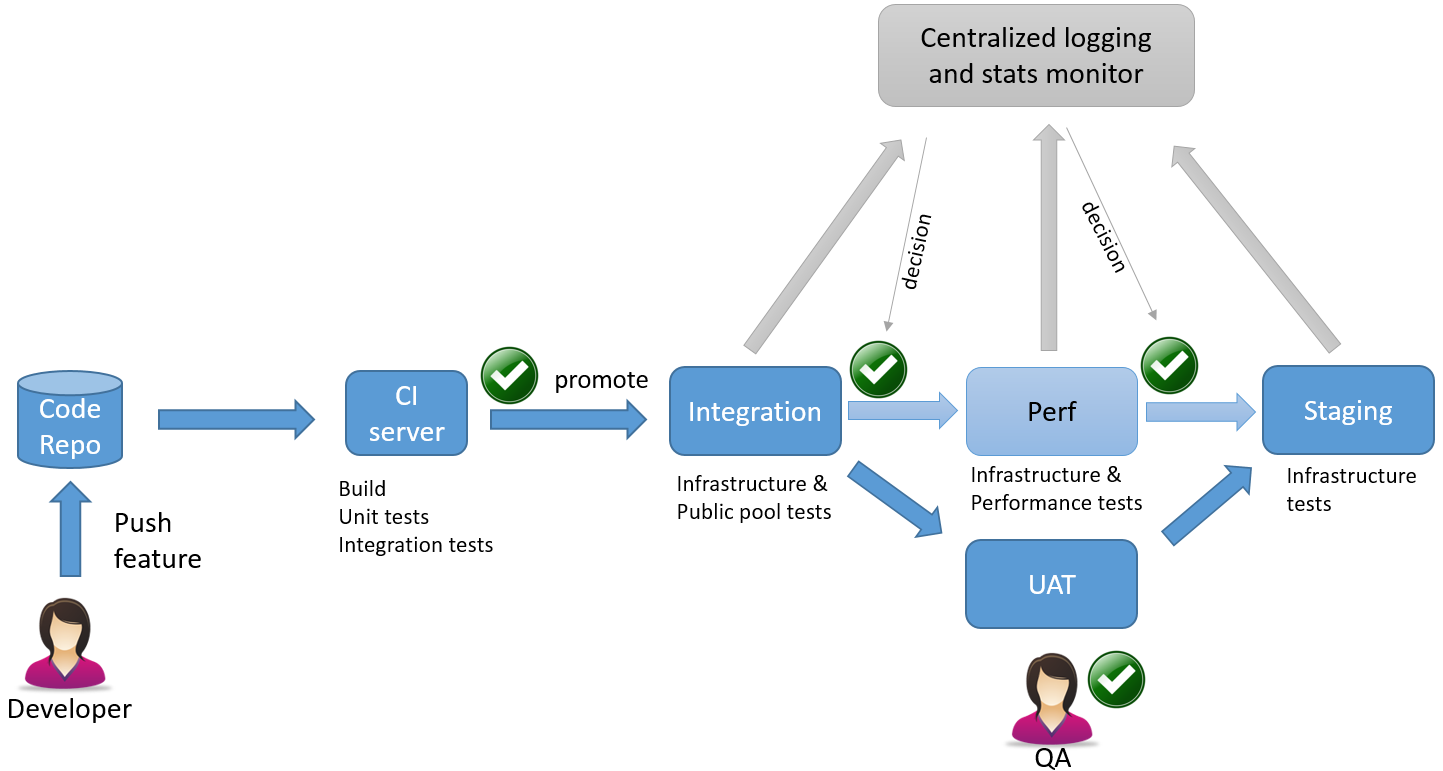 Centralized logging
and stats monitor
decision
decision
Code
Repo
CI
server
promote
Integration
Perf
Staging
Build
Unit tests
Integration tests
Infrastructure &
Public pool tests
Infrastructure &
Performance tests
Infrastructure
tests
Push
feature
UAT
Developer
QA